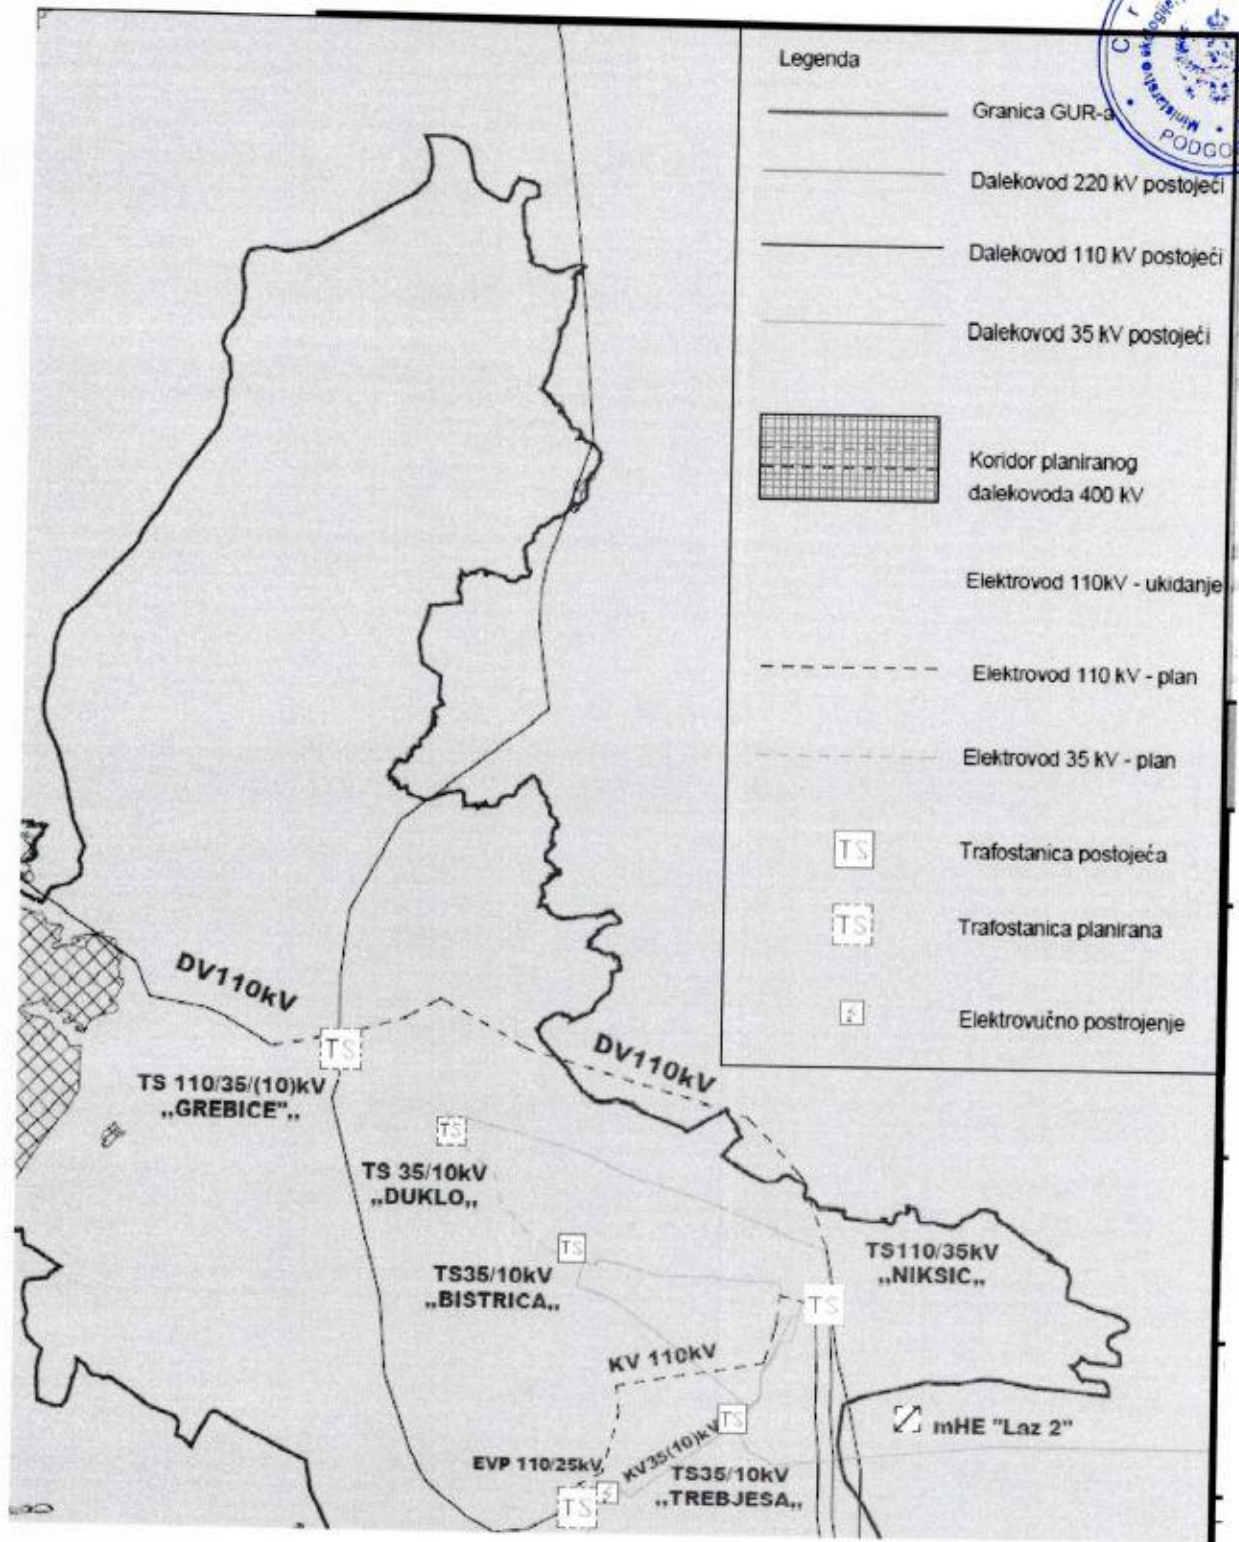 Legenda
Granica GUR-a
Dalekovod 220 kV postojeći
Dalekovod 110 kV postojeći
Dalekovod 35 kV postojeći
Koridor planiranog
dalekovoda 400 kV
Elektrovod 110kV - ukidanje
Elektrovod 110 kV - plan
Elektrovod 35 kV - plan
TS
Trafostanica postojeća
TS
Trafostanica planirana
Elektrovučno postrojenje
Ministarstvo ekologije,
PODGO
DV110kV
TS
TS 110/35/(10)kV
„GREBICE"„
DV110kV
TS
TS 35/10kV
„DUKLO„
TS
TS35/10kV
„BISTRICA„
TS110/35kV
„NIKSIC„
TS
KV 110kV
TS
mHE "Laz 2"
EVP 110/25kV
KV35(10)kV
TS35/10kV
„TREBJESA„
TS